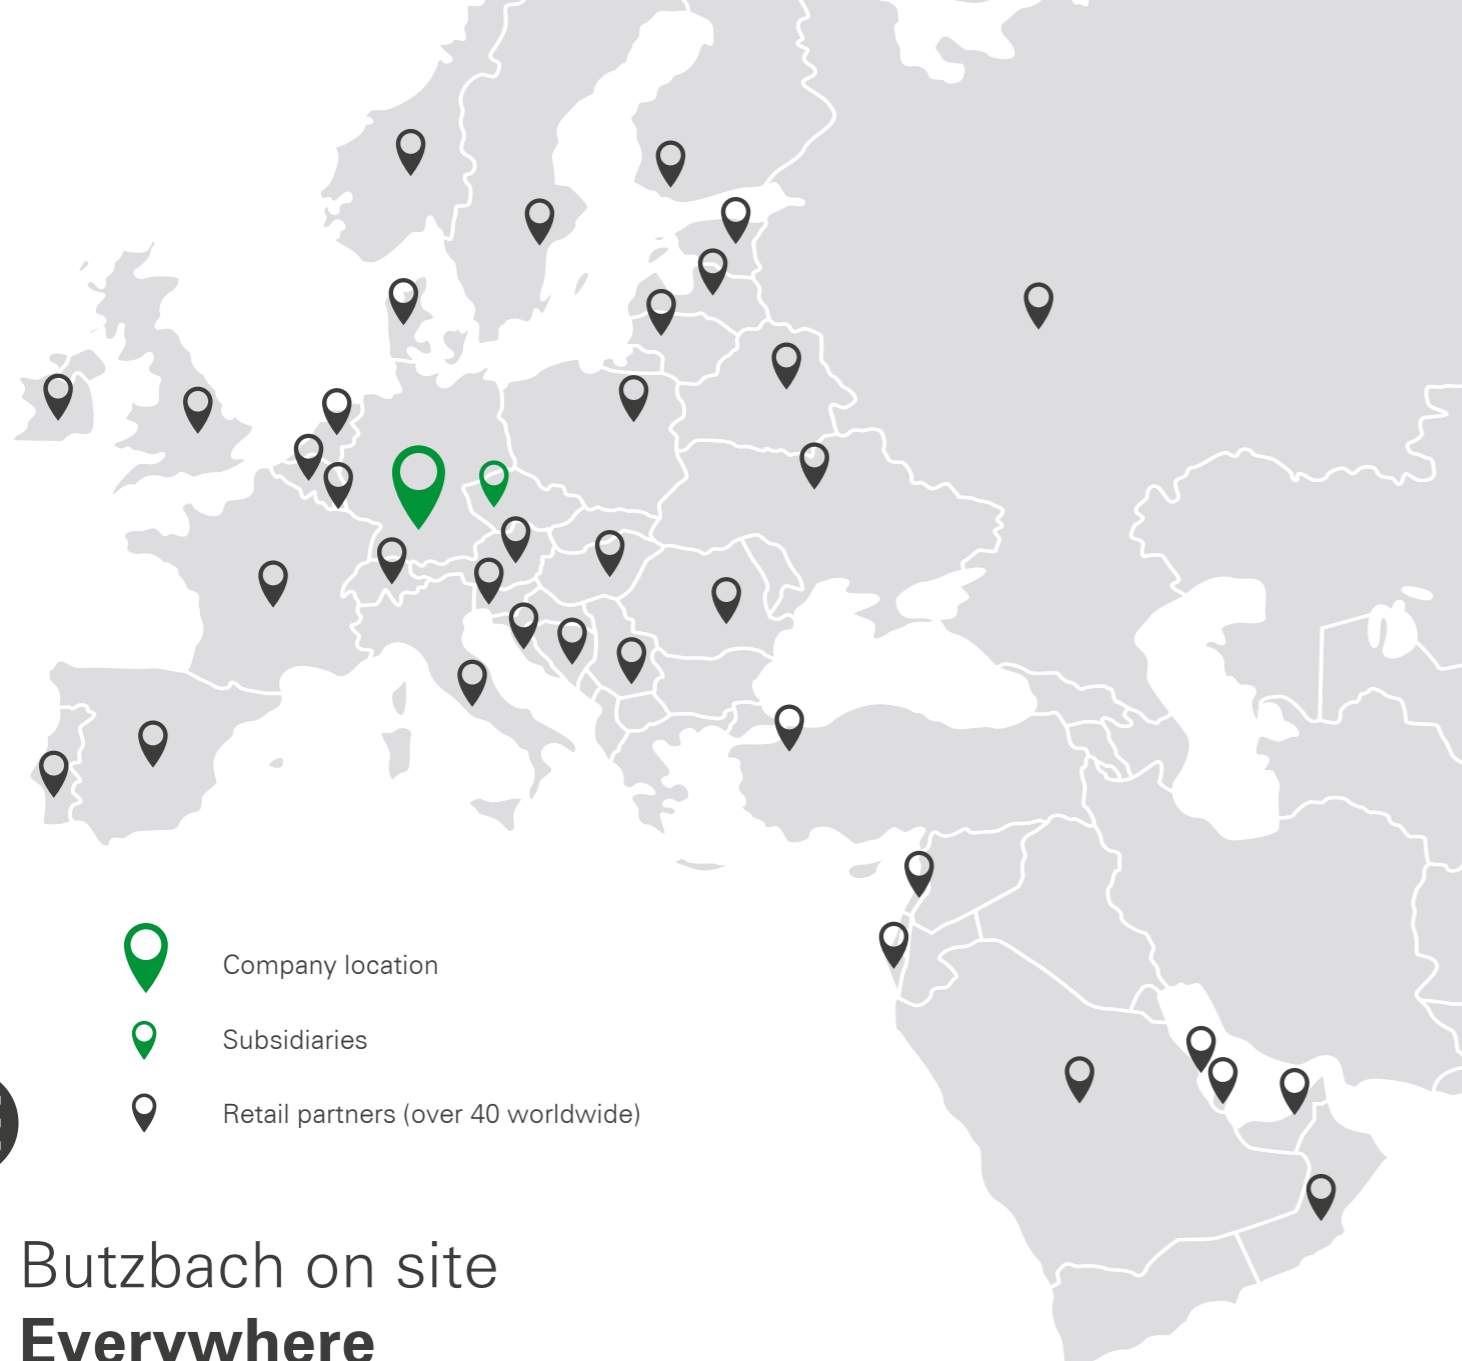 Company location
Subsidiaries
Retail partners (over 40 worldwide)
Butzbach on site
Everywhere